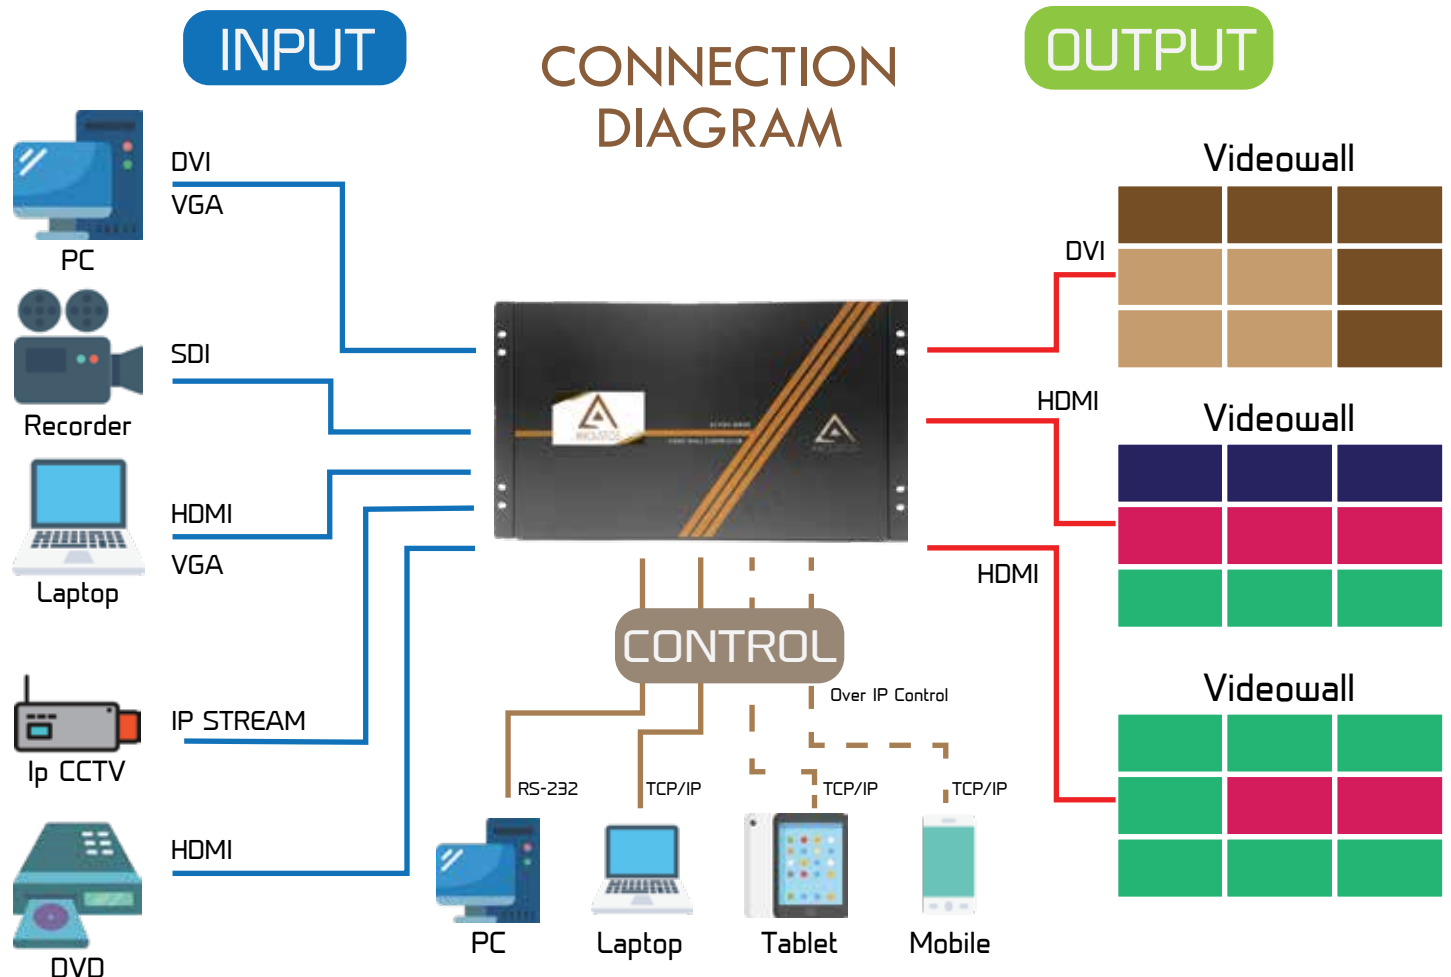 INPUT
CONNECTION
DIAGRAM
OUTPUT
DVI
VGA
PC
SDI
Recorder
HDMI
VGA
Laptop
IP STREAM
Ip CCTV
HDMI
DVD
Videowall
DVI
HDMI
Videowall
HDMI
Videowall
CONTROL
Over IP Control
RS-232
TCP/IP
TCP/IP
TCP/IP
PC
Laptop
Tablet
Mobile